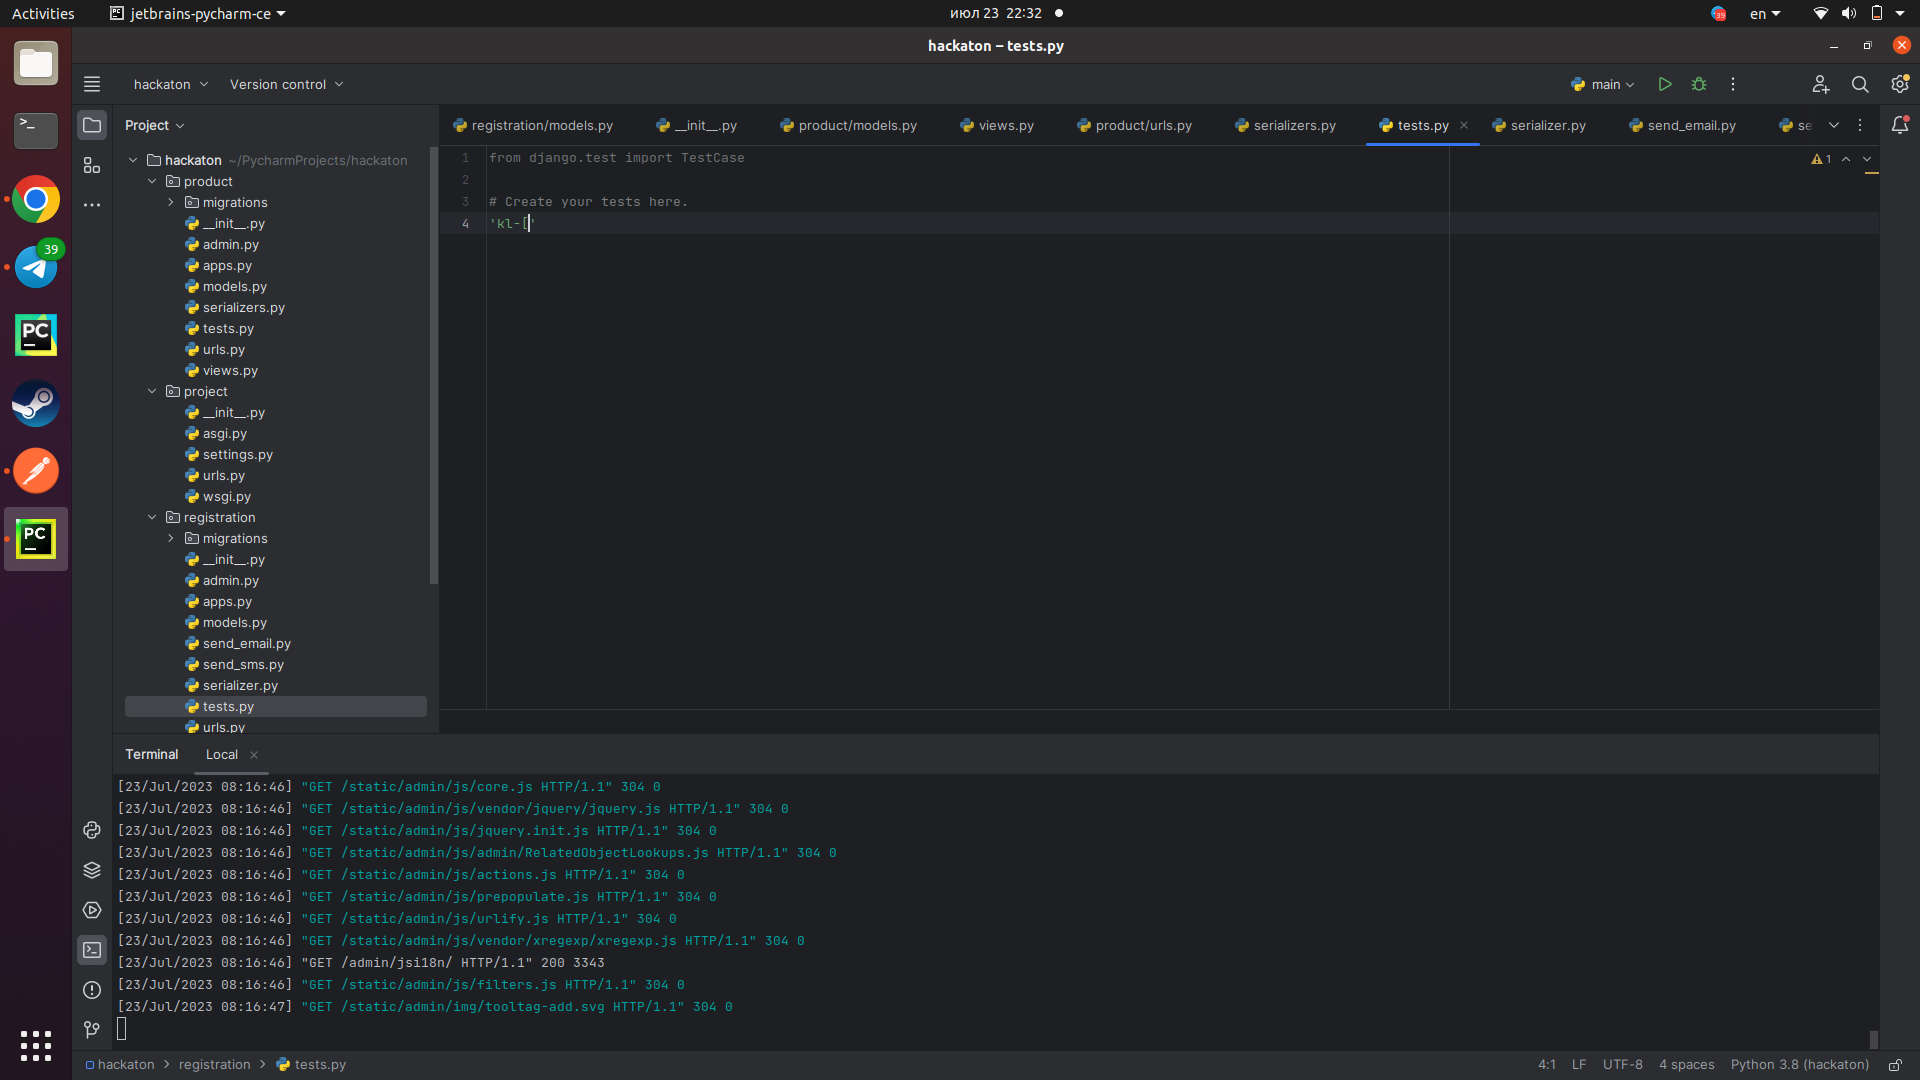 Activities
jetbrains-pycharm-ce
июл 23 22:32
39
en
hackaton – tests.py
hackaton
Version control
main
Project
registration/models.py
__init__.py
product/models.py
views.py
product/urls.py
serializers.py
tests.py
serializer.py
send_email.py
se
hackaton ~/PycharmProjects/hackaton
product
migrations
__init__.py
admin.py
apps.py
models.py
serializers.py
tests.py
urls.py
views.py
project
__init__.py
asgi.py
settings.py
urls.py
wsgi.py
registration
migrations
__init__.py
admin.py
apps.py
models.py
send_email.py
send_sms.py
serializer.py
tests.py
urls.py
1 from django.test import TestCase
2
3 # Create your tests here.
4 'kl-['
1
39
PC
PC
Terminal
Local
[23/Jul/2023 08:16:46] "GET /static/admin/js/core.js HTTP/1.1" 304 0
[23/Jul/2023 08:16:46] "GET /static/admin/js/vendor/jquery/jquery.js HTTP/1.1" 304 0
[23/Jul/2023 08:16:46] "GET /static/admin/js/jquery.init.js HTTP/1.1" 304 0
[23/Jul/2023 08:16:46] "GET /static/admin/js/admin/RelatedObjectLookups.js HTTP/1.1" 304 0
[23/Jul/2023 08:16:46] "GET /static/admin/js/actions.js HTTP/1.1" 304 0
[23/Jul/2023 08:16:46] "GET /static/admin/js/prepopulate.js HTTP/1.1" 304 0
[23/Jul/2023 08:16:46] "GET /static/admin/js/urlify.js HTTP/1.1" 304 0
[23/Jul/2023 08:16:46] "GET /static/admin/js/vendor/xregexp/xregexp.js HTTP/1.1" 304 0
[23/Jul/2023 08:16:46] "GET /admin/jsi18n/ HTTP/1.1" 200 3343
[23/Jul/2023 08:16:46] "GET /static/admin/js/filters.js HTTP/1.1" 304 0
[23/Jul/2023 08:16:47] "GET /static/admin/img/tooltag-add.svg HTTP/1.1" 304 0
hackaton > registration > tests.py
4:1
LF
UTF-8
4 spaces
Python 3.8 (hackaton)